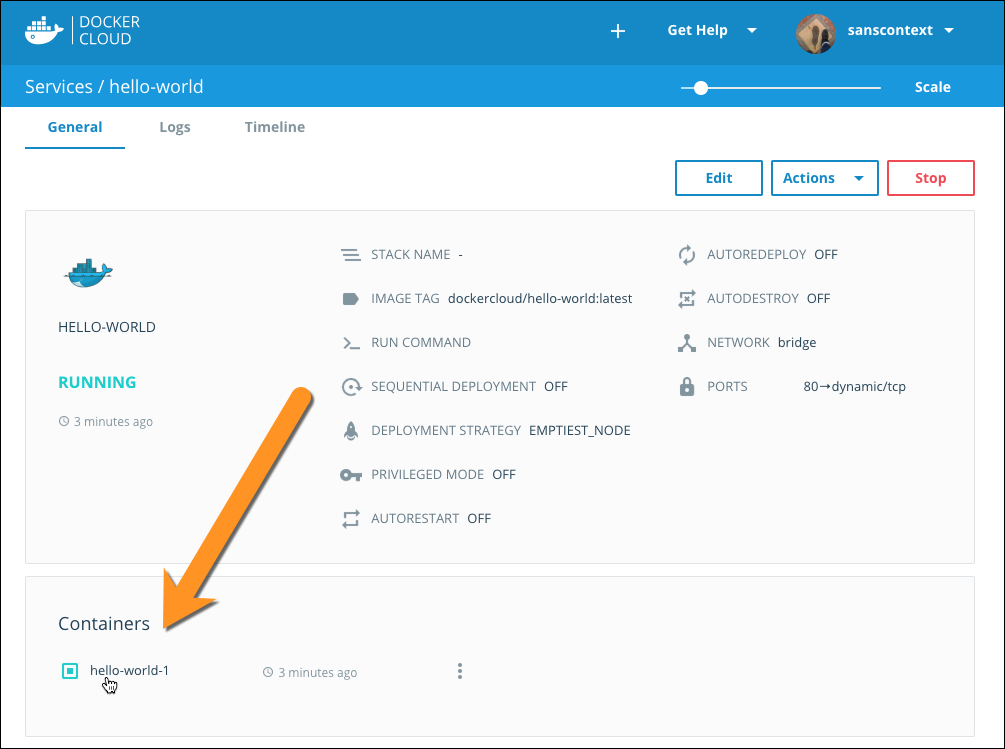 DOCKER
CLOUD
Get Help
sanscontext
Services / hello-world
Scale
General
Logs
Timeline
Edit
Actions
Stop
HELLO-WORLD
RUNNING
3 minutes ago
STACK NAME -
IMAGE TAG dockercloud/hello-world:latest
RUN COMMAND
SEQUENTIAL DEPLOYMENT OFF
DEPLOYMENT STRATEGY EMPTIEST_NODE
PRIVILEGED MODE OFF
AUTORESTART OFF
AUTOREDEPLOY OFF
AUTODESTROY OFF
NETWORK bridge
PORTS 80→dynamic/tcp
Containers
hello-world-1
3 minutes ago